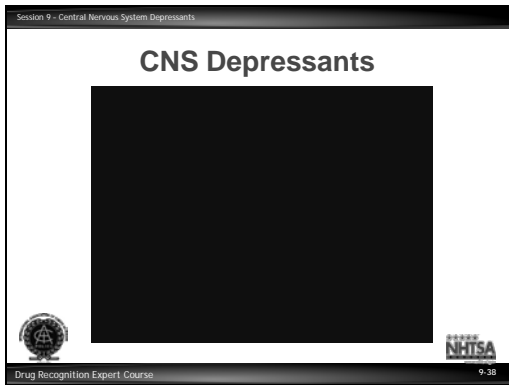 Session 9 - Central Nervous System Depressants
CNS Depressants
NHTSA
Drug Recognition Expert Course
9-38